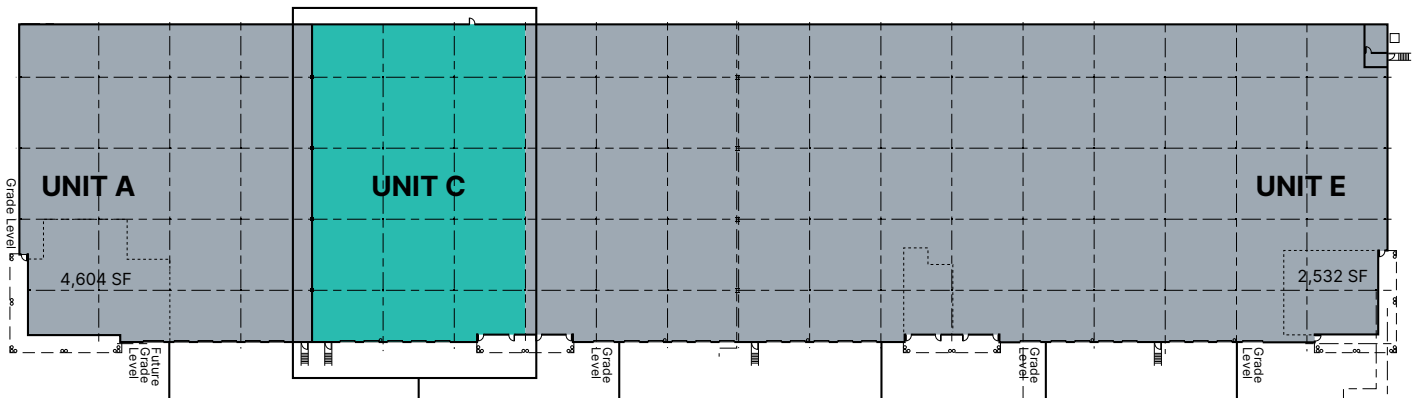 UNIT A
UNIT C
UNIT E
Grade Level
4,604 SF
2,532 SF
Future
Grade
Level
Grade
Level
Grade
Level
Grade
Level